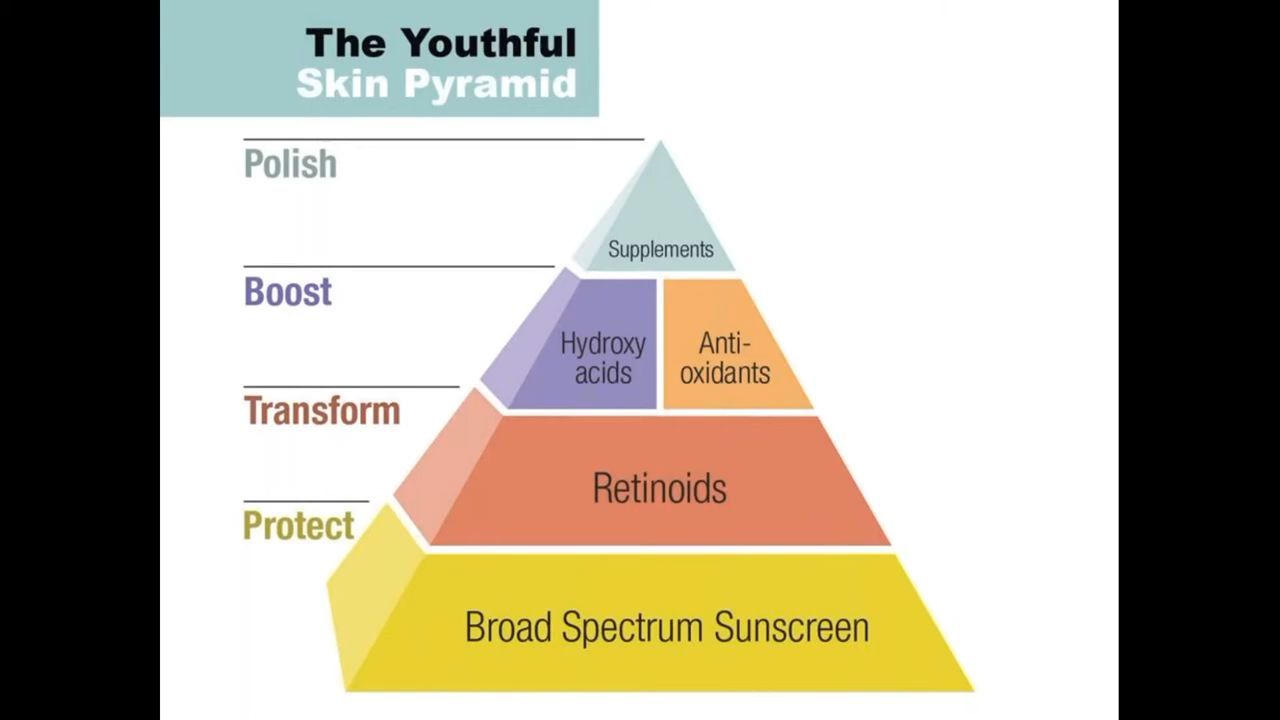 The Youthful
Skin Pyramid
Polish
Supplements
Boost
Hydroxy
acids
Anti-
oxidants
Transform
Retinoids
Protect
Broad Spectrum Sunscreen